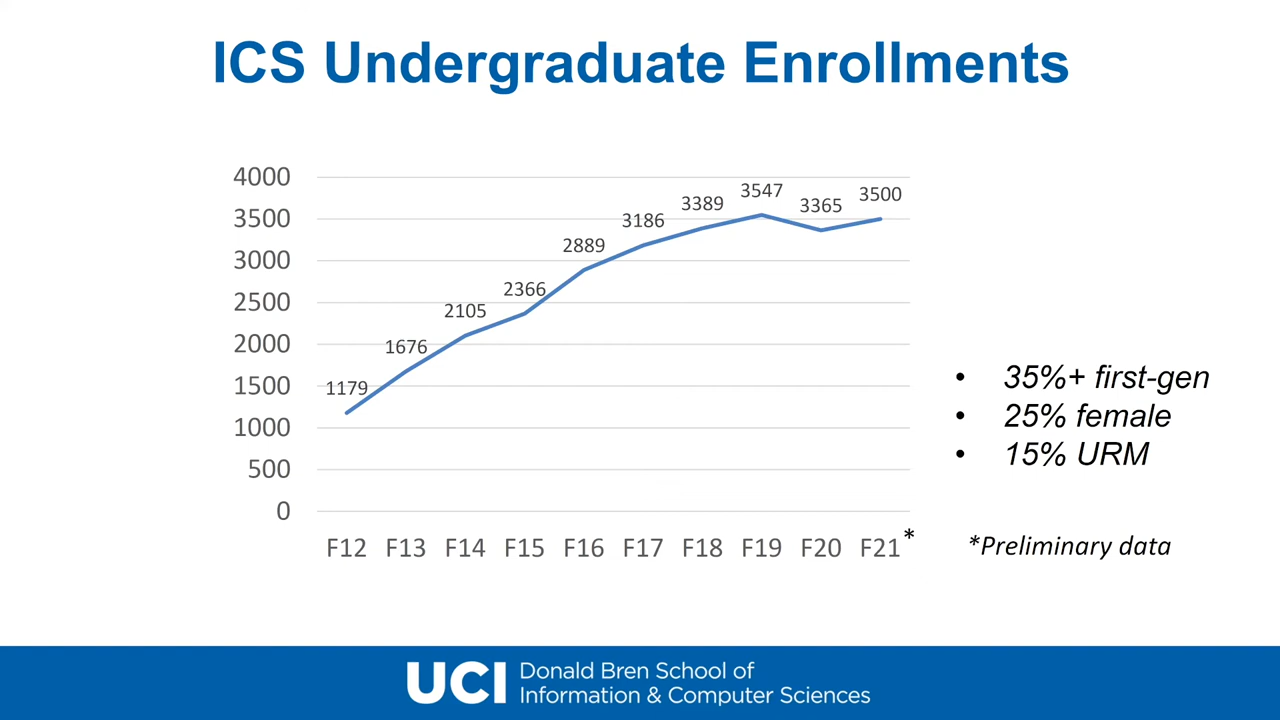 ICS Undergraduate Enrollments
4000
3500
3000
2500
2000
1500
1000
500
0
1179
1676
2105
2366
2889
3186
3389
3547
3365
3500
F12 F13 F14 F15 F16 F17 F18 F19 F20 F21*
• 35%+ first-gen
• 25% female
• 15% URM
*Preliminary data
UCI Donald Bren School of
Information & Computer Sciences